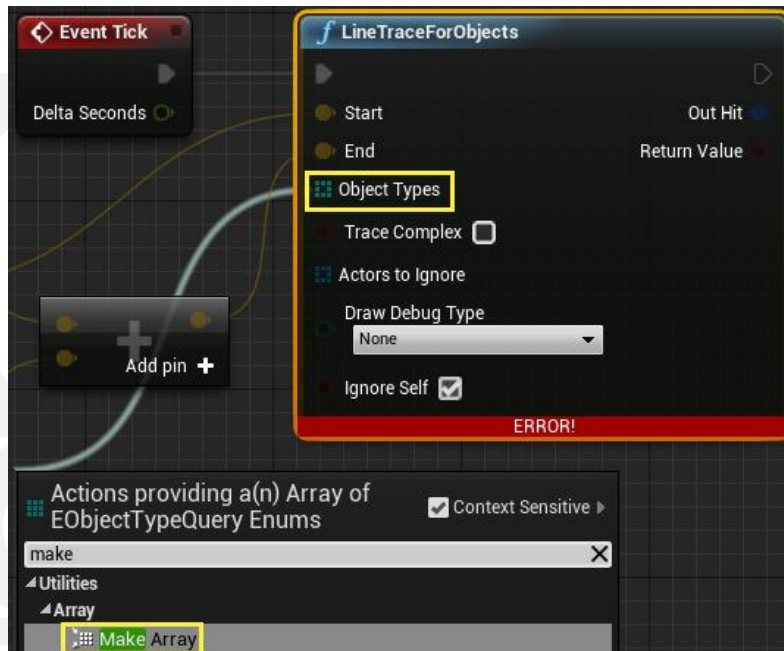 Event Tick
Delta Seconds
LineTraceForObjects
Start
Out Hit
End
Return Value
Object Types
Trace Complex
Actors to Ignore
Draw Debug Type
None
Ignore Self
ERROR!
Add pin +
Actions providing a(n) Array of
EObjectTypeQuery Enums
Context Sensitive
make
Utilities
Array
Make Array